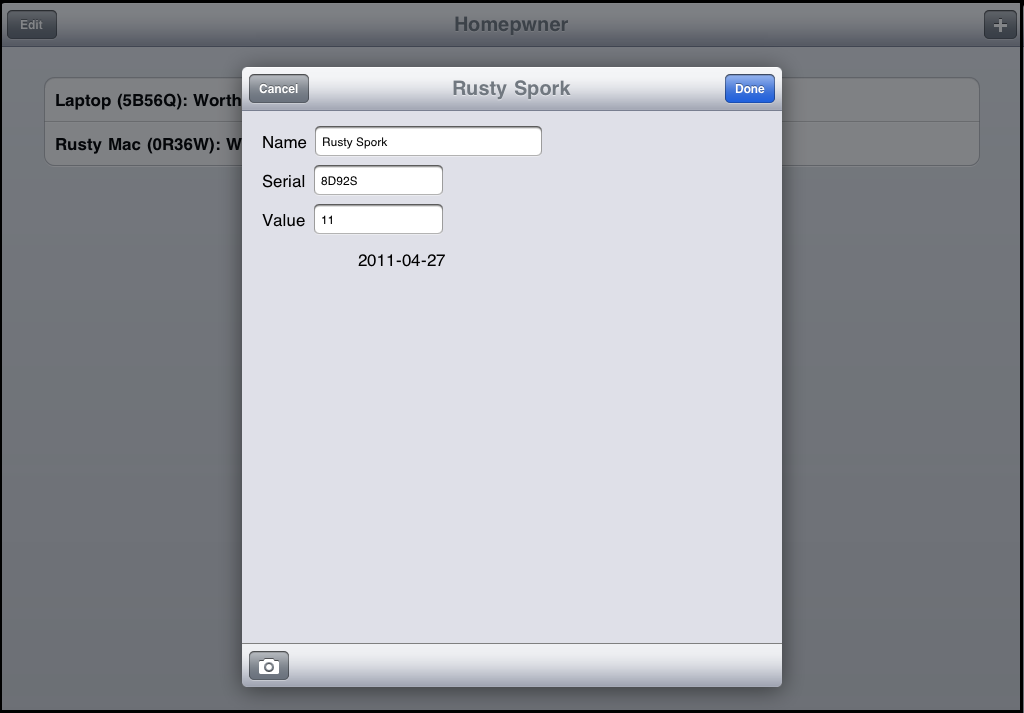 Edit
Homepwner
Laptop (5B56Q): Worth
Rusty Mac (0R36W): W
Cancel
Rusty Spork
Done
Name Rusty Spork
Serial 8D92S
Value 11
2011-04-27